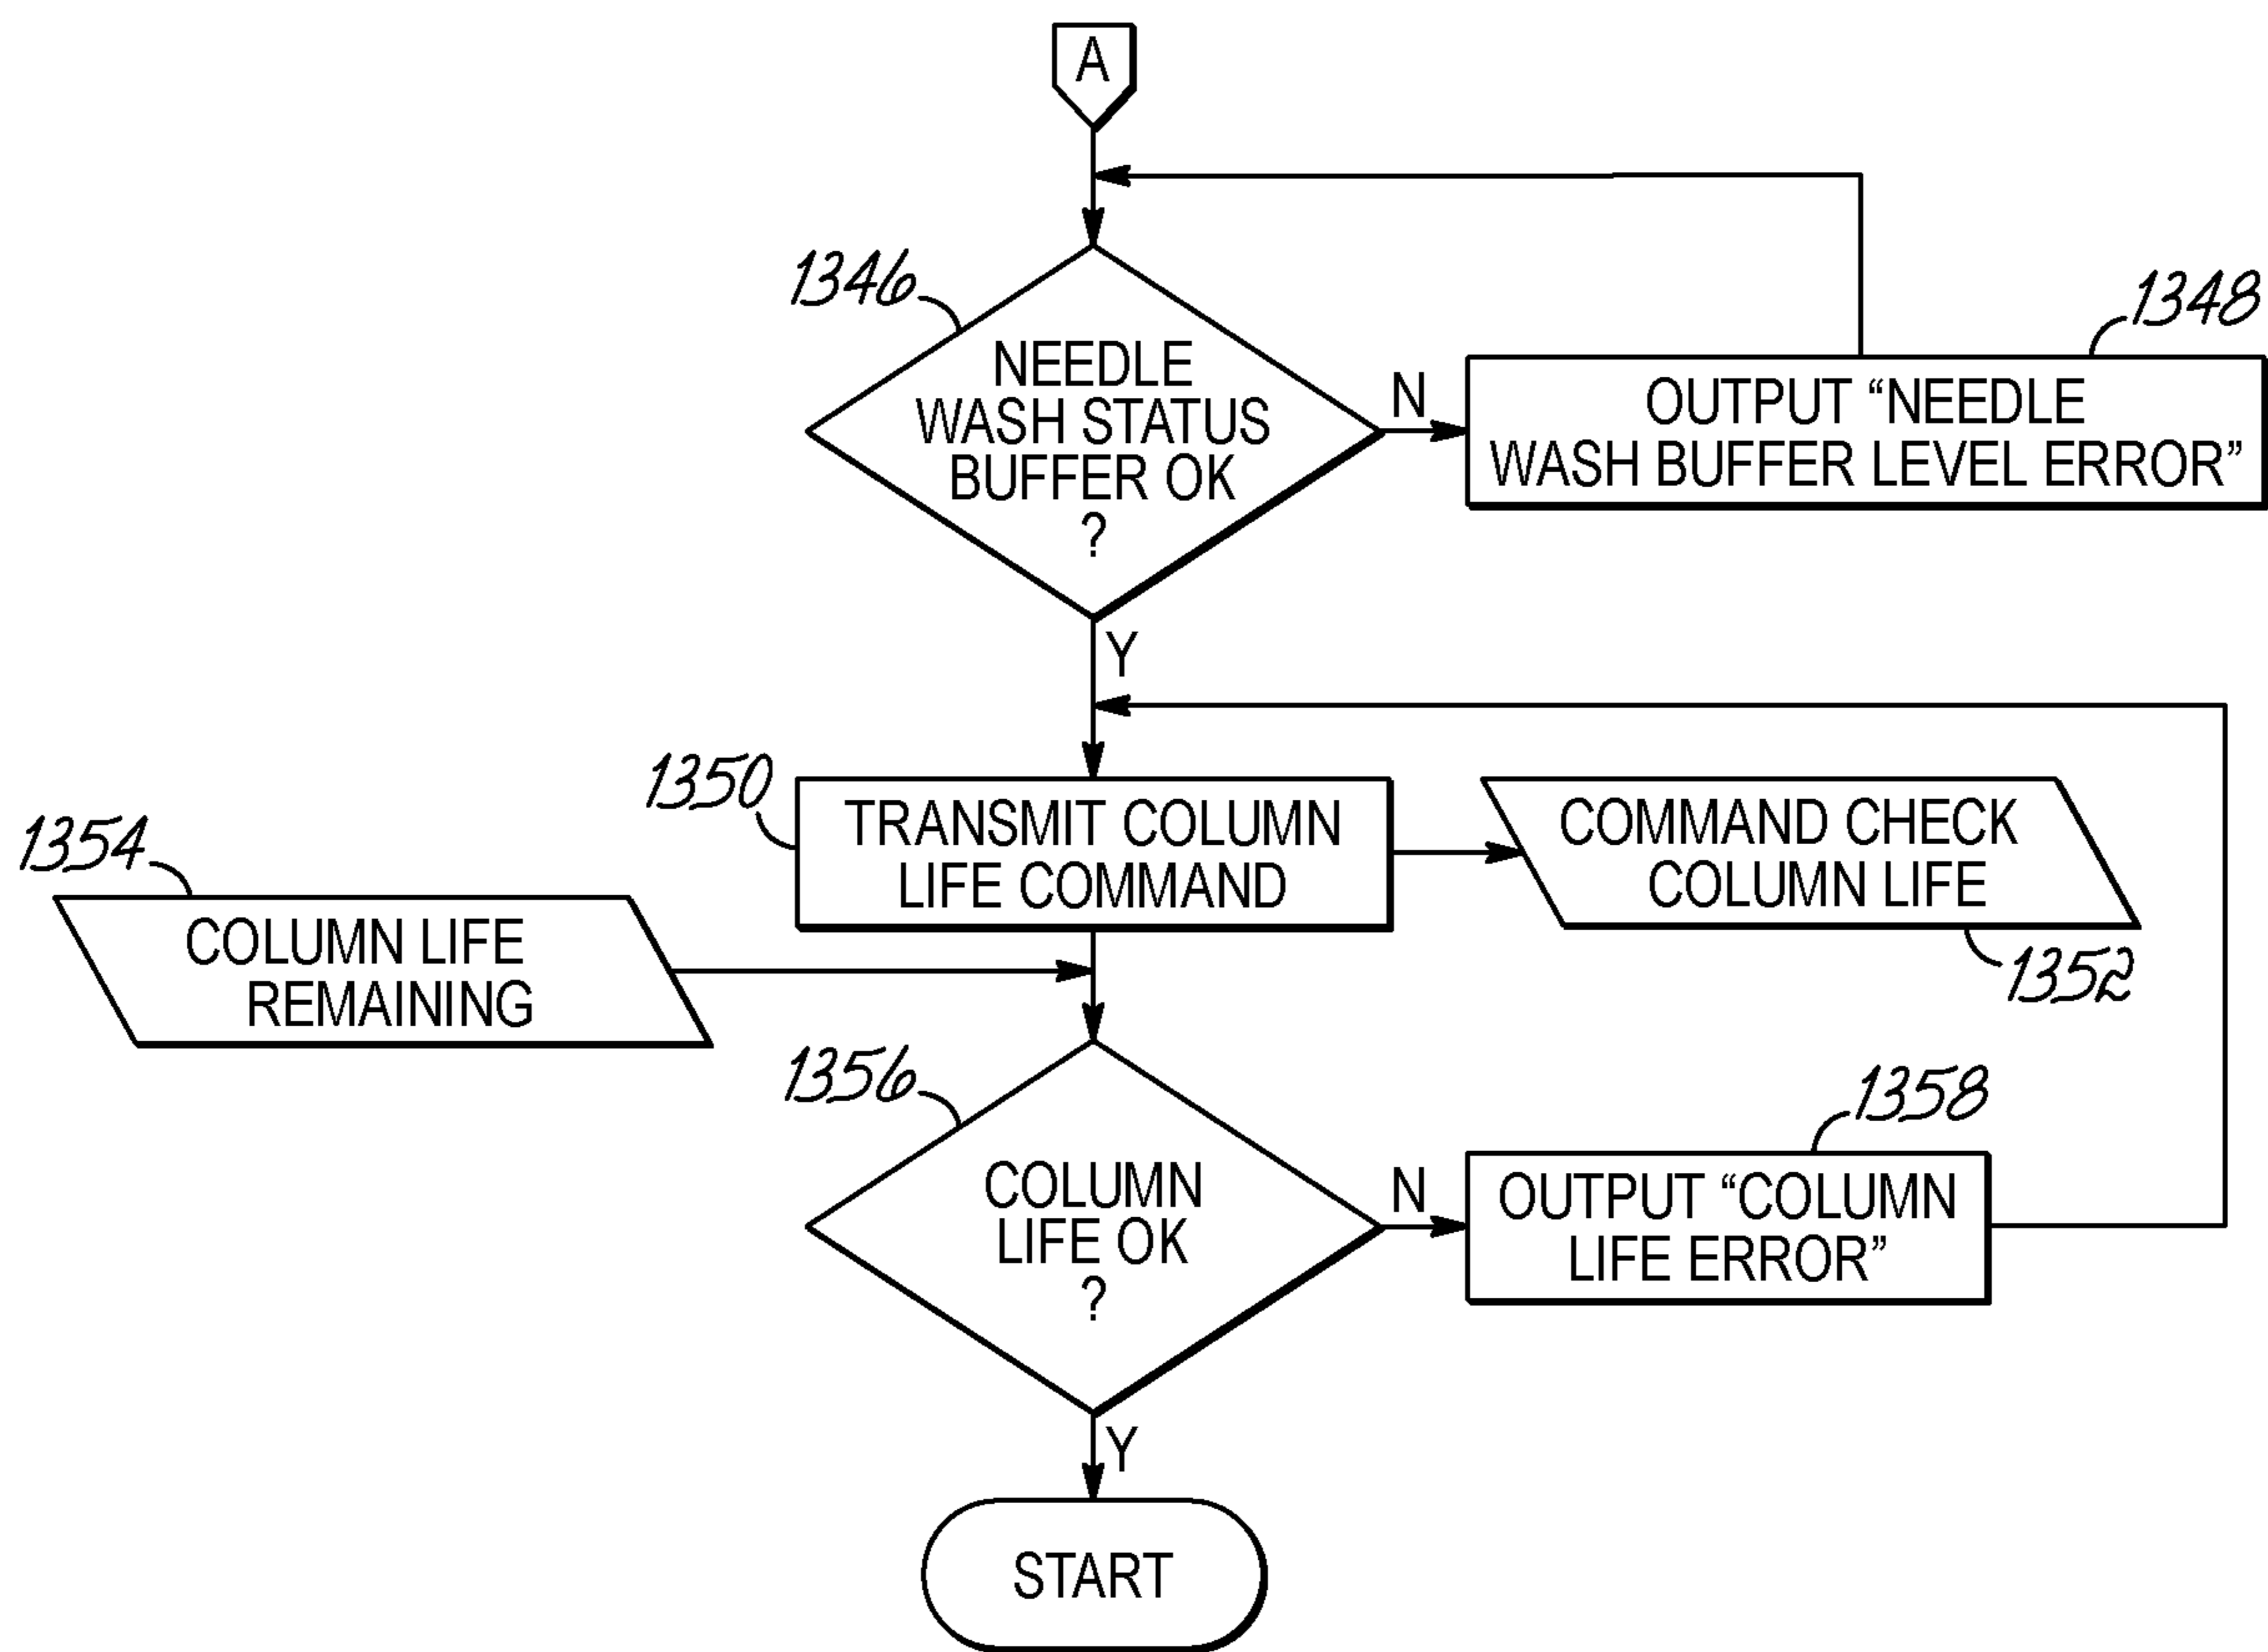 A
1346
NEEDLE
WASH STATUS
BUFFER OK
?
N
1348
OUTPUT “NEEDLE
WASH BUFFER LEVEL ERROR”
Y
1350
TRANSMIT COLUMN
LIFE COMMAND
COMMAND CHECK
COLUMN LIFE
1352
1354
COLUMN LIFE
REMAINING
1356
COLUMN
LIFE OK
?
N
1358
OUTPUT “COLUMN
LIFE ERROR”
Y
START